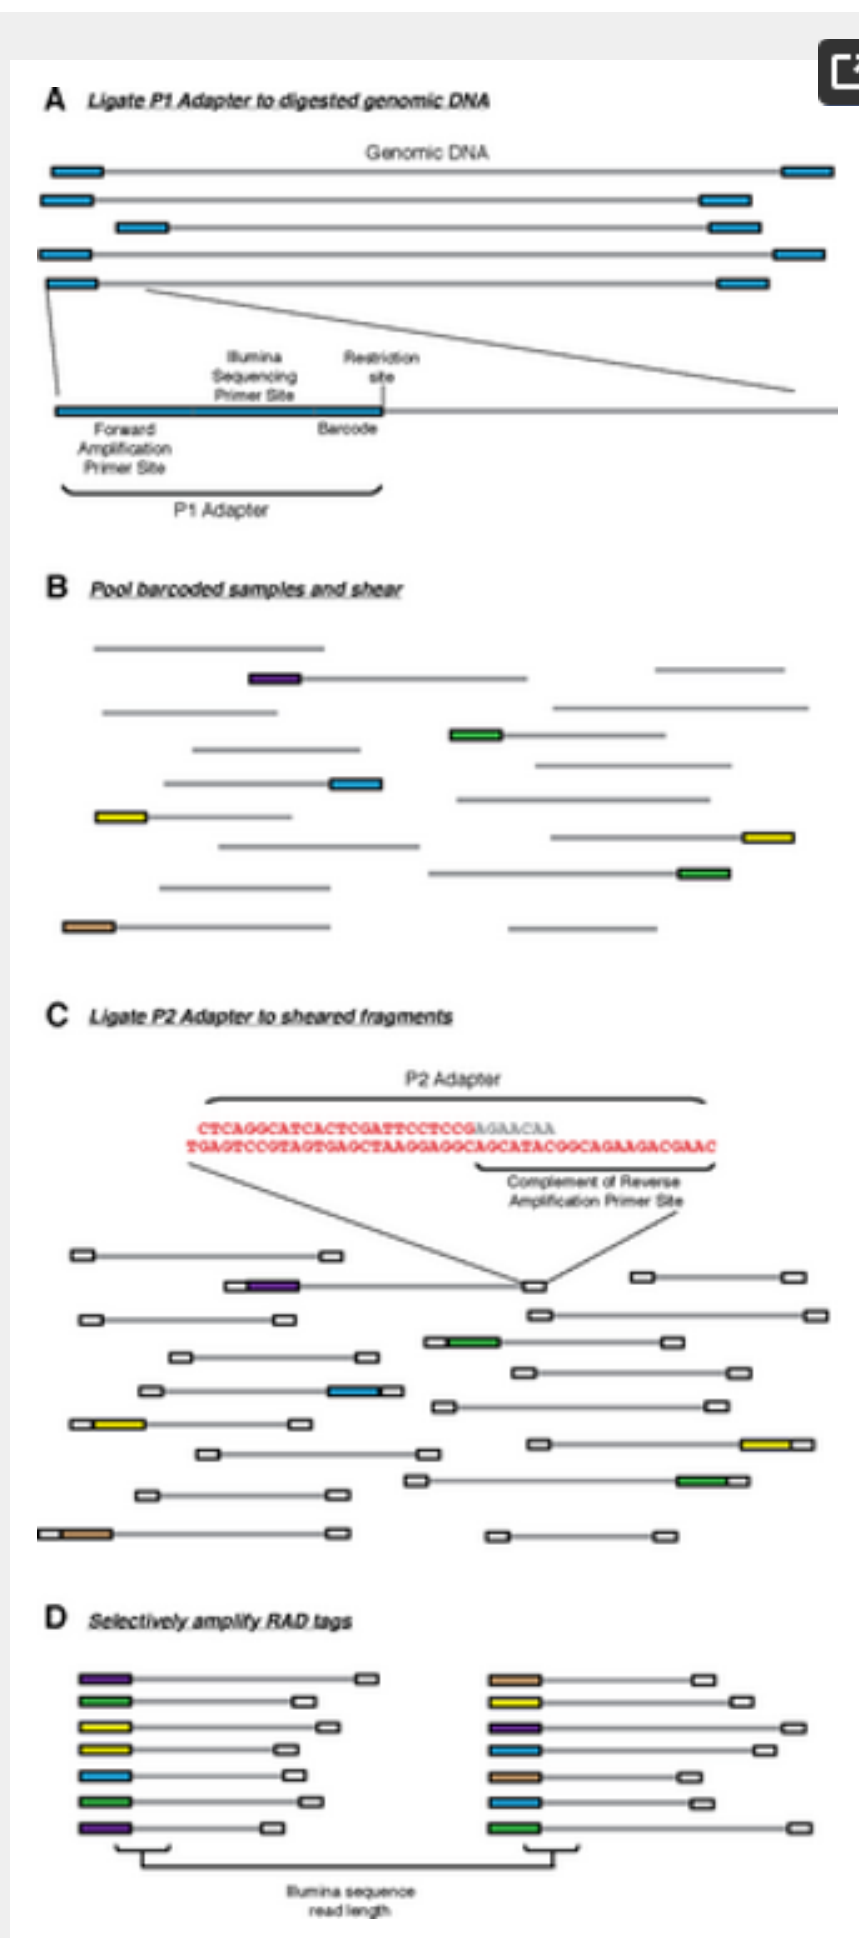 A Ligate P1 Adapter to digested genomic DNA
Genomic DNA
Illumina
Sequencing
Primer Site
Restriction
site
Forward
Amplification
Primer Site
Barcode
P1 Adapter
B Pool barcoded samples and shear
C Ligate P2 Adapter to sheared fragments
P2 Adapter
CTCAGGCATCACTCGATTCCTCCGAGAACAA
TGAGTCCGTAGTGAGCTAAGGAGGCAGCATACGGCAGAAGACGAAC
Complement of Reverse
Amplification Primer Site
D Selectively amplify RAD tags
Illumina sequence
read length